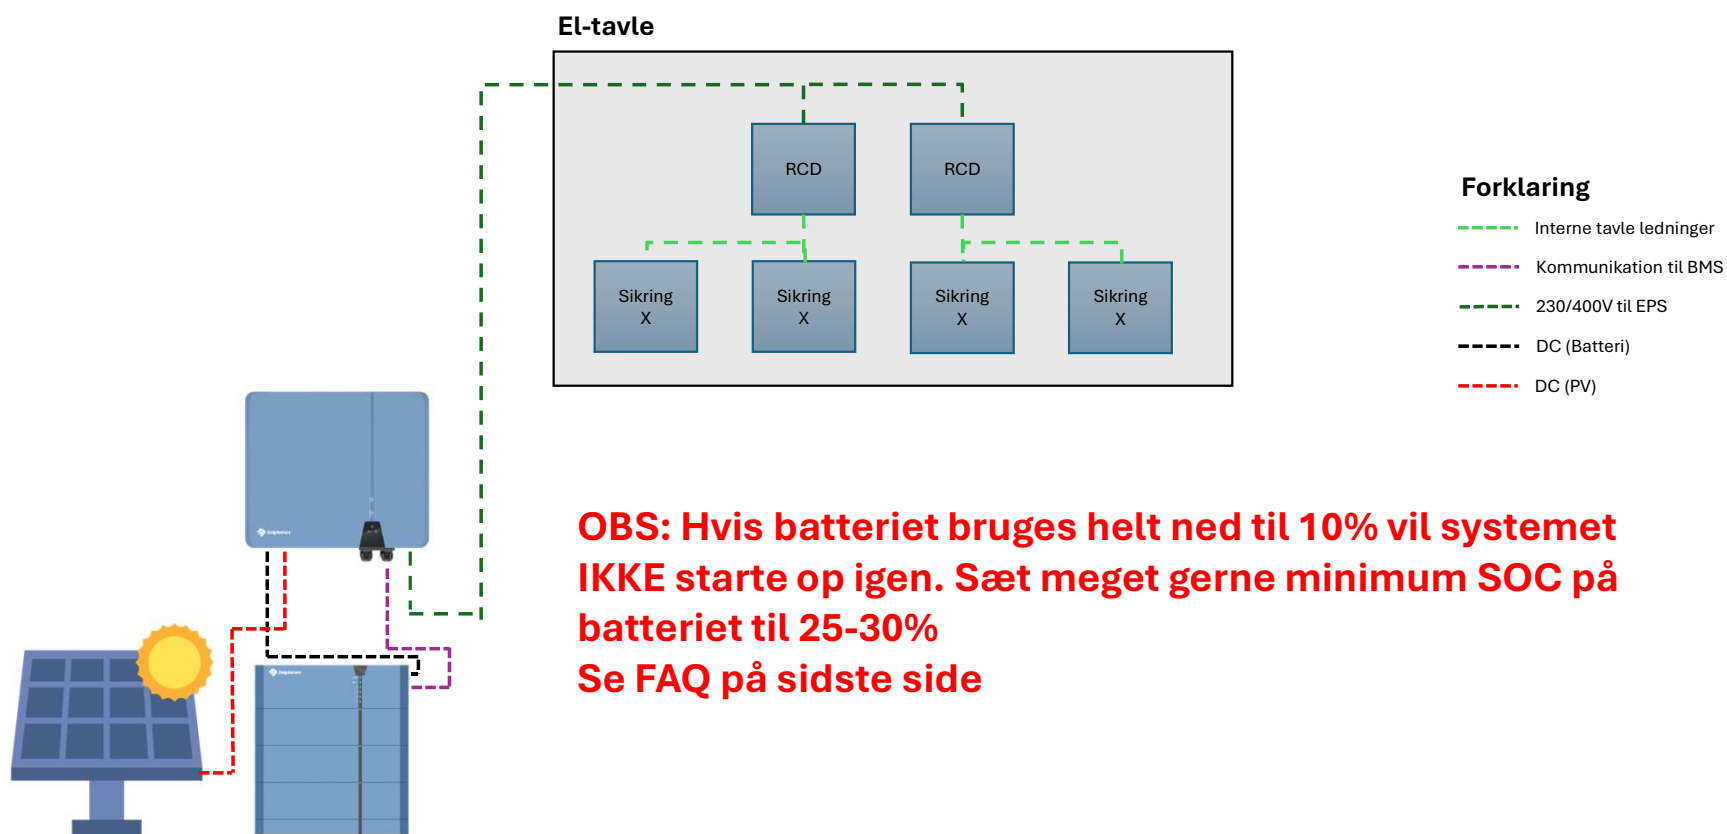 El-tavle
RCD
RCD
Sikring
X
Sikring
X
Sikring
X
Sikring
X
Forklaring
Interne tavle ledninger
Kommunikation til BMS
230/400V til EPS
DC (Batteri)
DC (PV)
OBS: Hvis batteriet bruges helt ned til 10% vil systemet
IKKE starte op igen. Sæt meget gerne minimum SOC på
batteriet til 25-30%
Se FAQ på sidste side